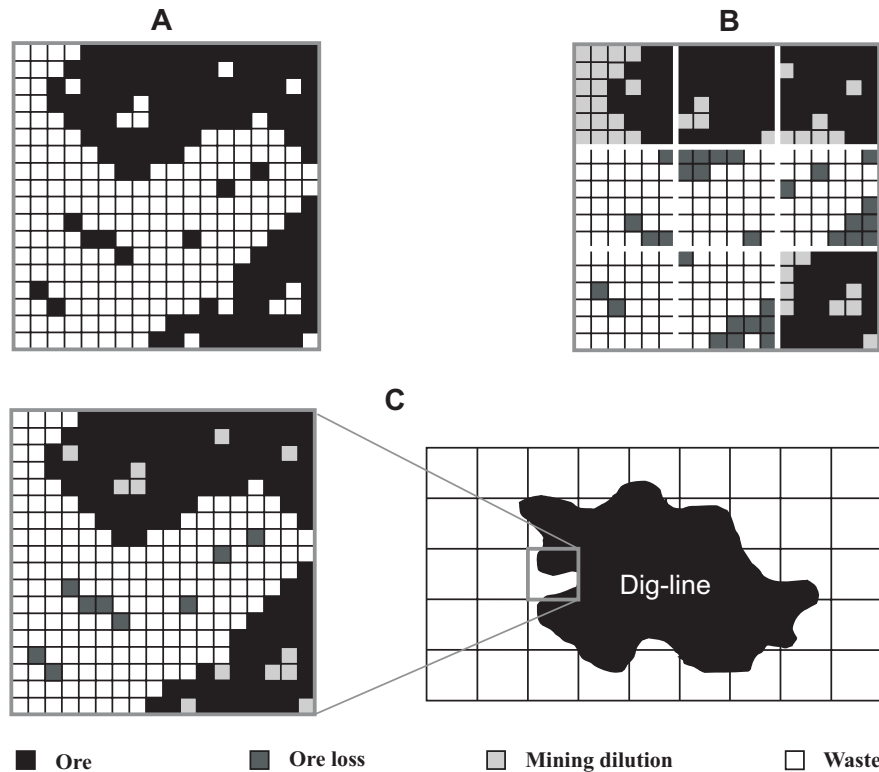 A
B
C
Dig-line
Ore
Ore loss
Mining dilution
Waste